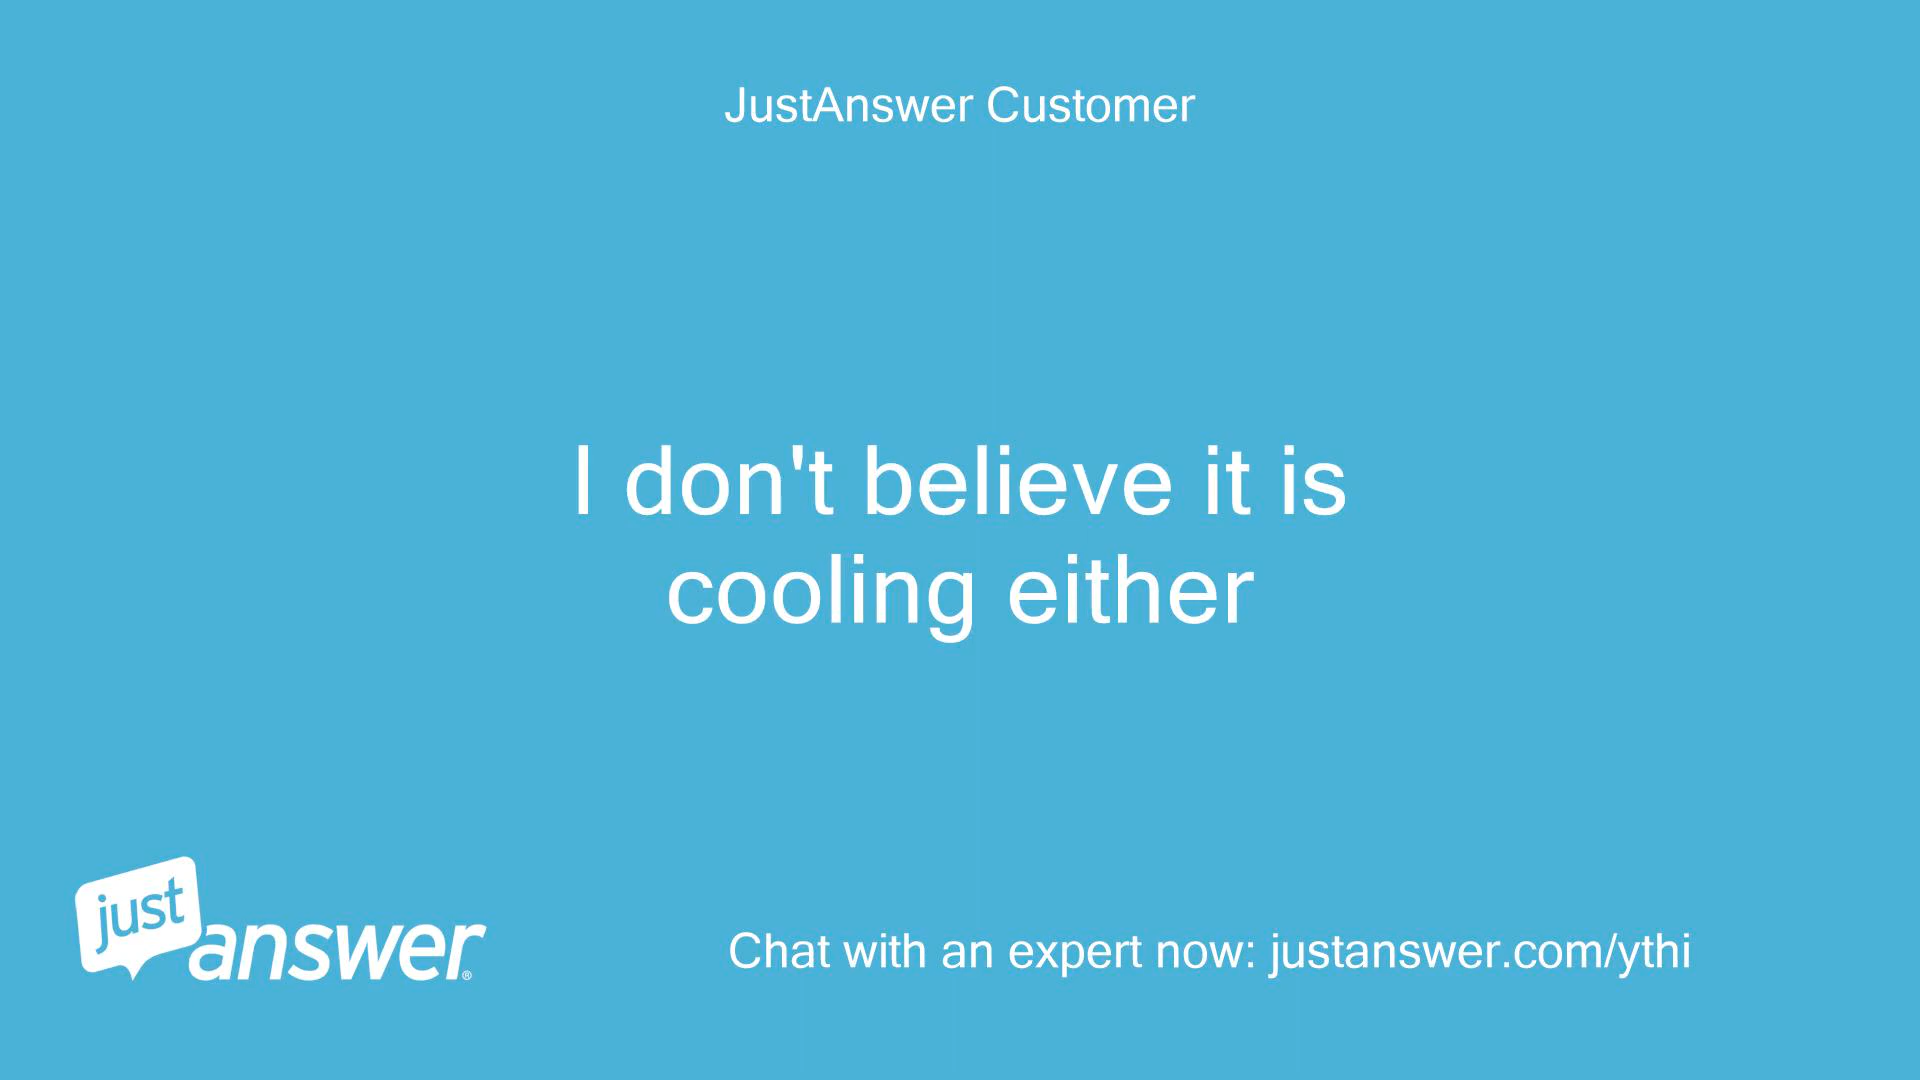 JustAnswer Customer
I don't believe it is
cooling either
just
answer®
Chat with an expert now: justanswer.com/ythi